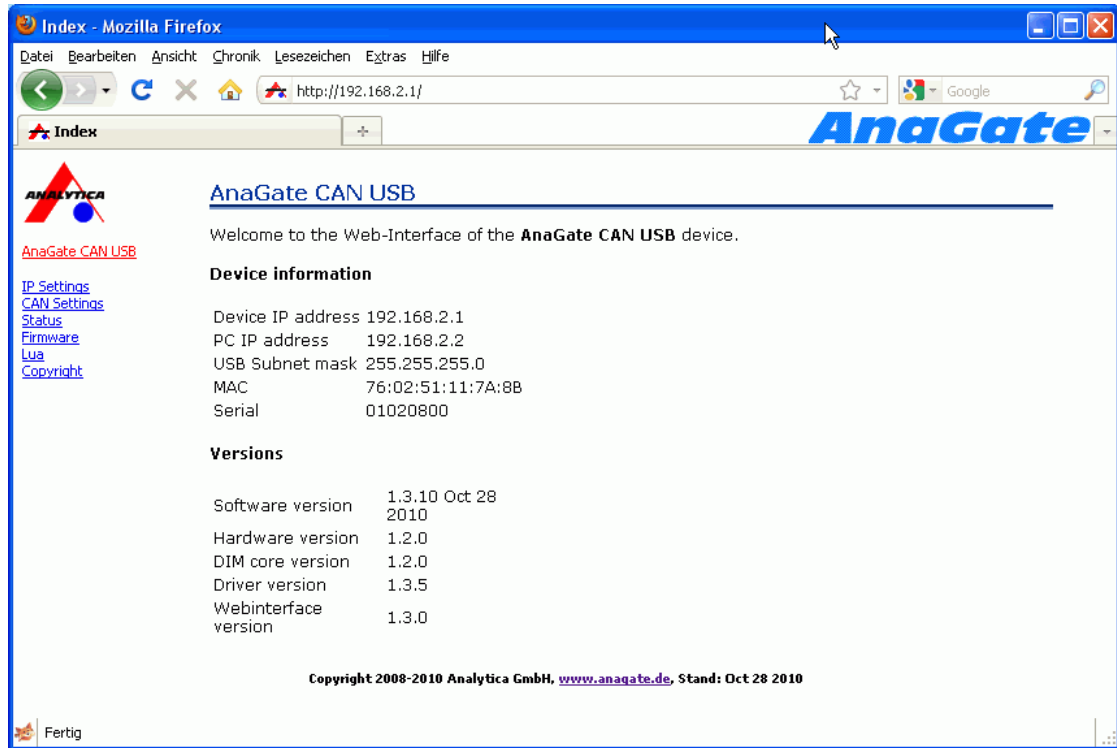 Index - Mozilla Firefox
Datei Bearbeiten Ansicht Chronik Lesezeichen Extras Hilfe
http://192.168.2.1/
Google
Index
AnaGate
ANALYTICA
AnaGate CAN USB
IP Settings
CAN Settings
Status
Firmware
Lua
Copyright
AnaGate CAN USB
Welcome to the Web-Interface of the AnaGate CAN USB device.
Device information
Device IP address 192.168.2.1
PC IP address 192.168.2.2
USB Subnet mask 255.255.255.0
MAC 76:02:51:11:7A:8B
Serial 01020800
Versions
Software version 1.3.10 Oct 28
2010
Hardware version 1.2.0
DIM core version 1.2.0
Driver version 1.3.5
Webinterface
version 1.3.0
Copyright 2008-2010 Analytica GmbH, www.anagate.de, Stand: Oct 28 2010
Fertig